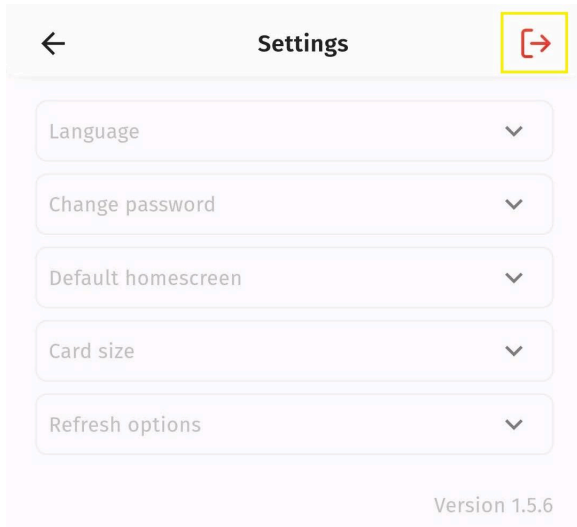 Settings
Language
Change password
Default homescreen
Card size
Refresh options
Version 1.5.6